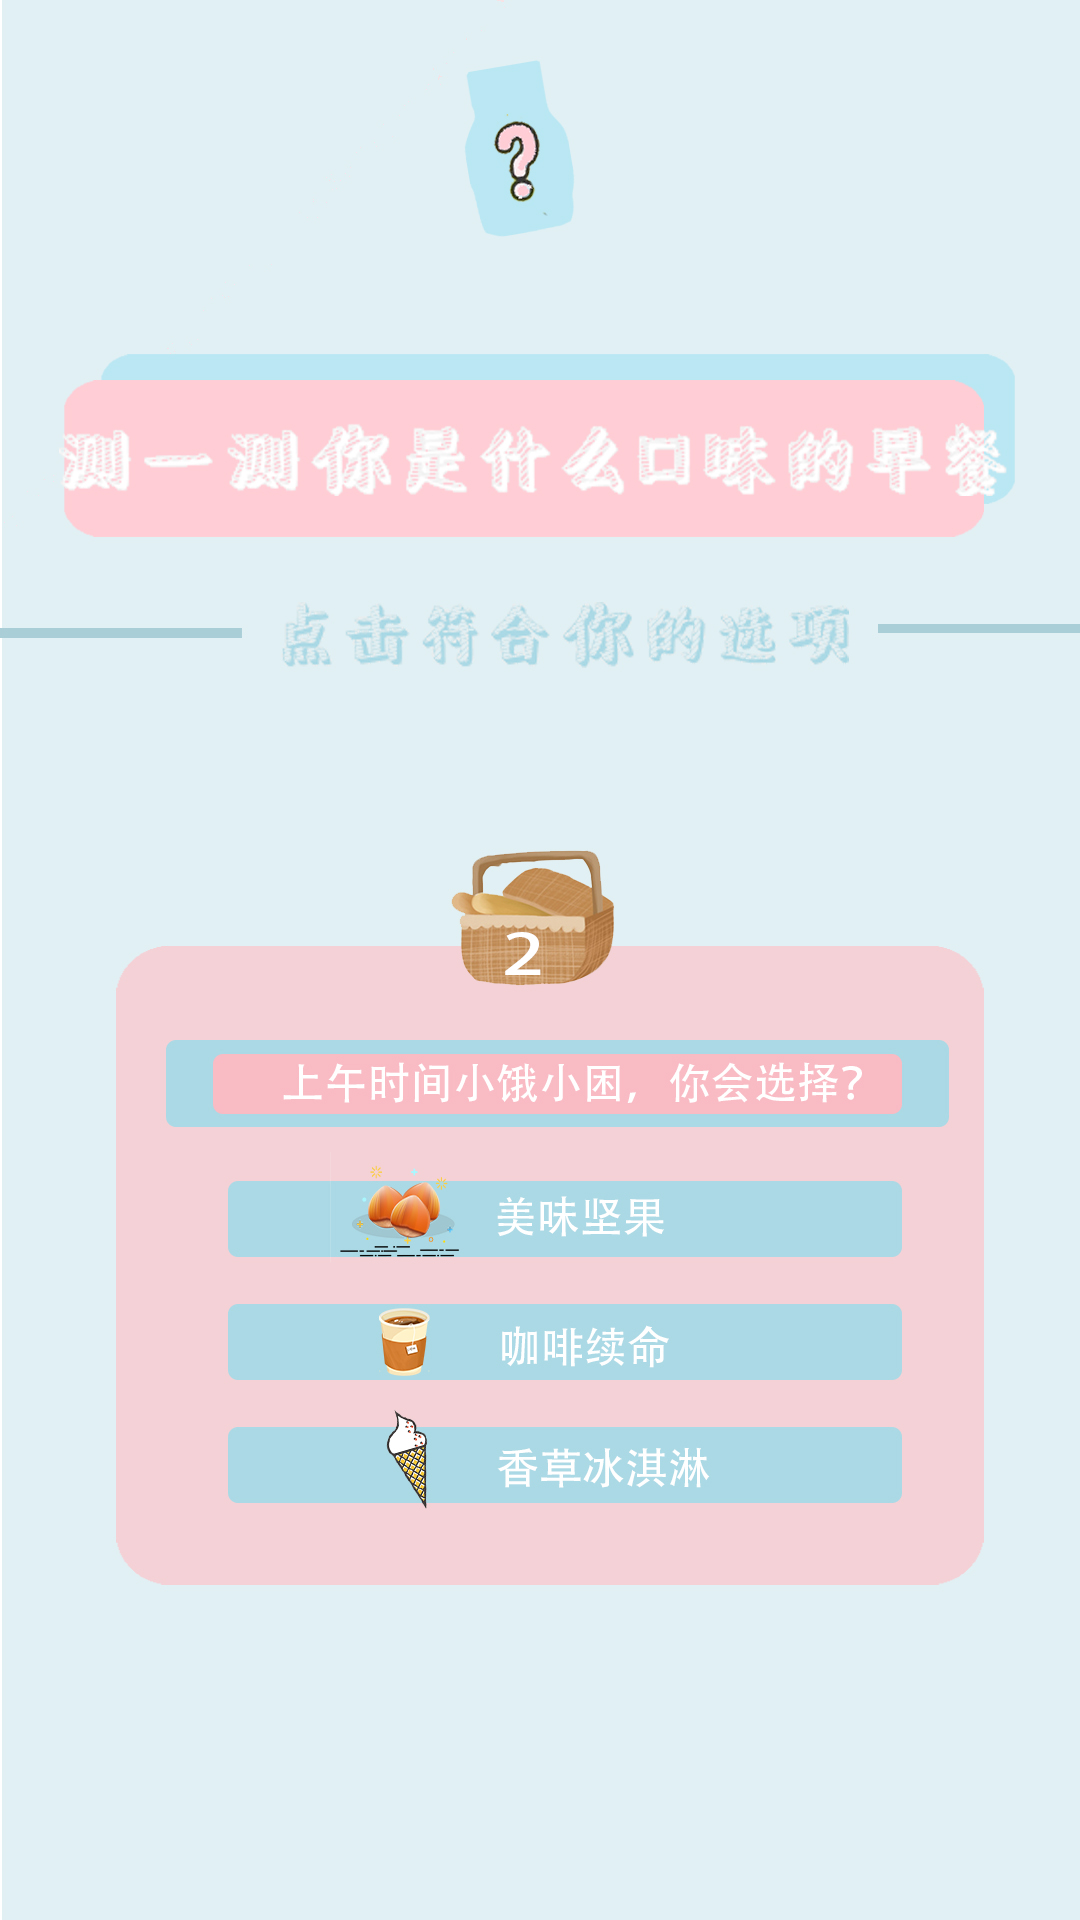 ?
测一测你是什么口味的早餐
点击符合你的选项
2
上午时间小饿小困，你会选择?
美味坚果
咖啡续命
香草冰淇淋